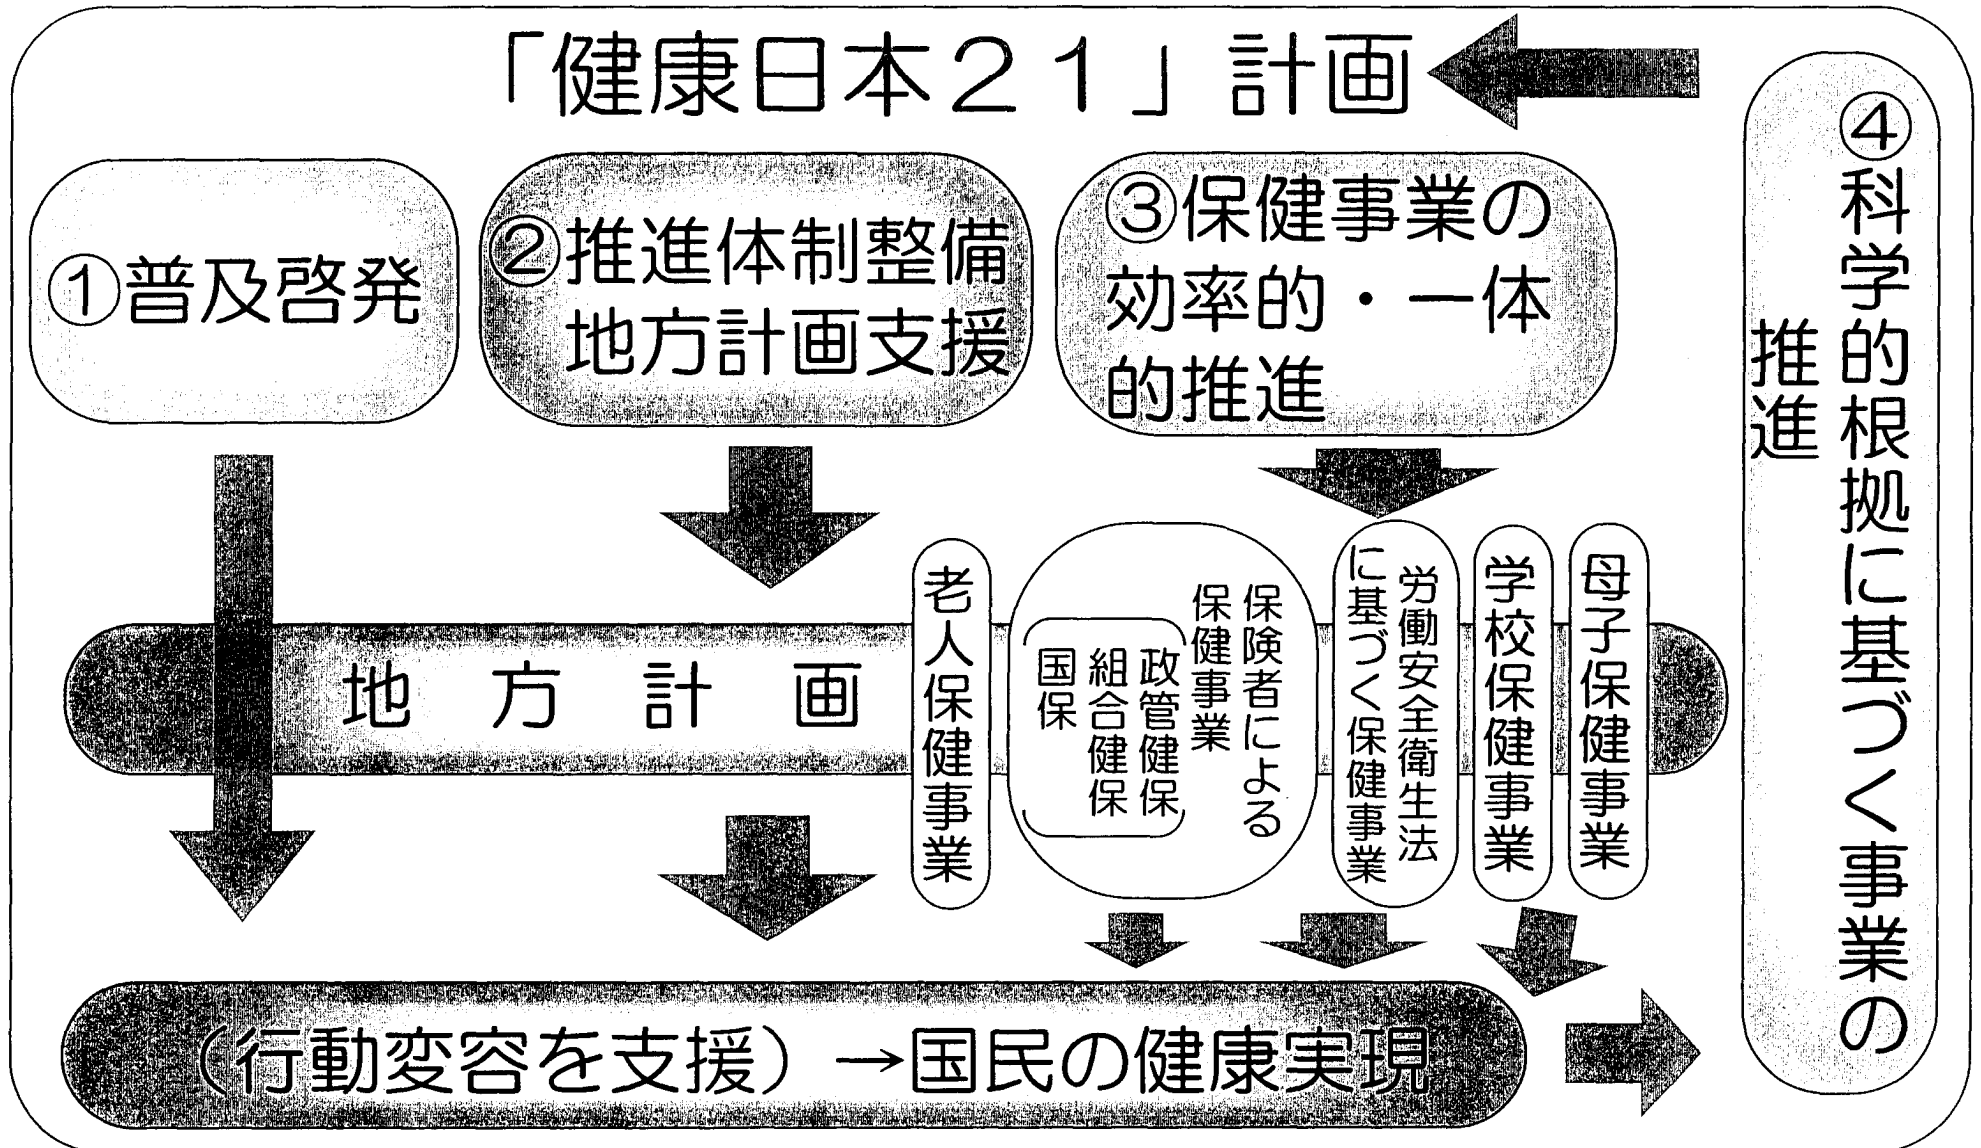 「健康日本２１」計画
①普及啓発
②推進体制整備
地方計画支援
③保健事業の
効率的・一体
的推進
④科学的根拠に基づく事業の
推進
地方計画
老人保健事業
保険者による
保健事業
政管健保
組合健保
国保
労働安全衛生法
に基づく保健事業
学校保健事業
母子保健事業
（行動変容を支援）→国民の健康実現